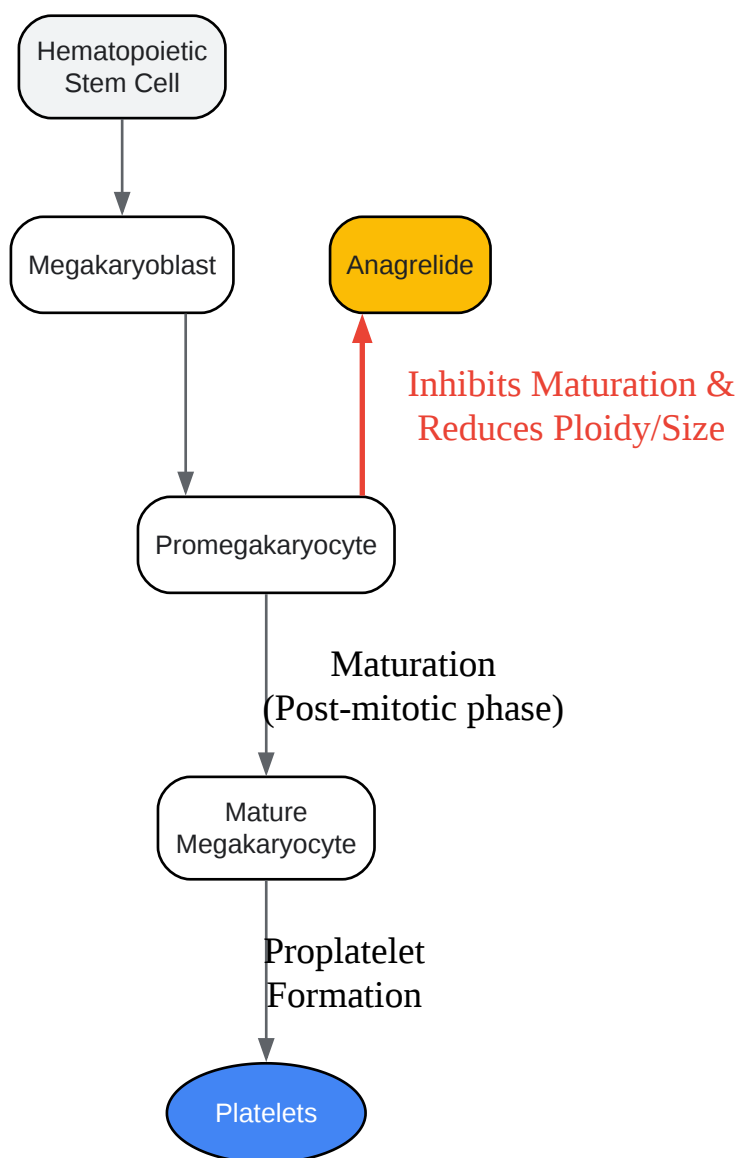 Hematopoietic
Stem Cell
Megakaryoblast
Anagrelide
Inhibits Maturation &
Reduces Ploidy/Size
Promegakaryocyte
Maturation
(Post-mitotic phase)
Mature
Megakaryocyte
Proplatelet
Formation
Platelets